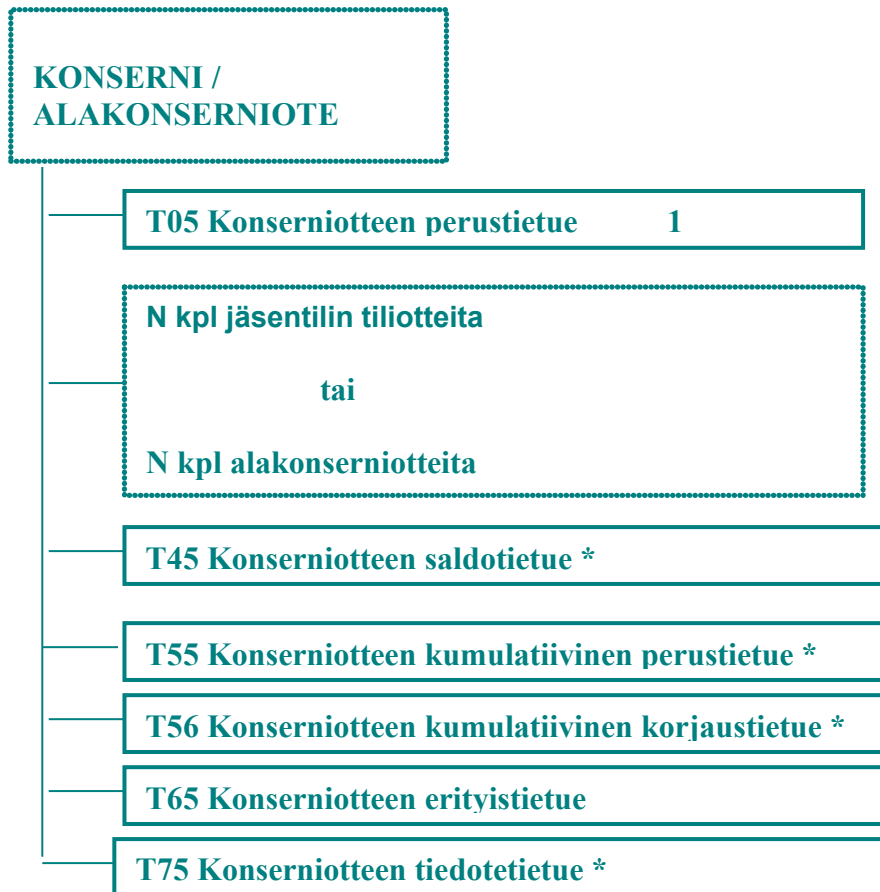 KONSERNI /
ALAKONSERNIOTE
T05 Konserniotteen perustietue 1
N kpl jäsentilin tiliotteita
tai
N kpl alakonserniotteita
T45 Konserniotteen saldotietue *
T55 Konserniotteen kumulatiivinen perustietue *
T56 Konserniotteen kumulatiivinen korjaustietue *
T65 Konserniotteen erityistietue
T75 Konserniotteen tiedotetietue *